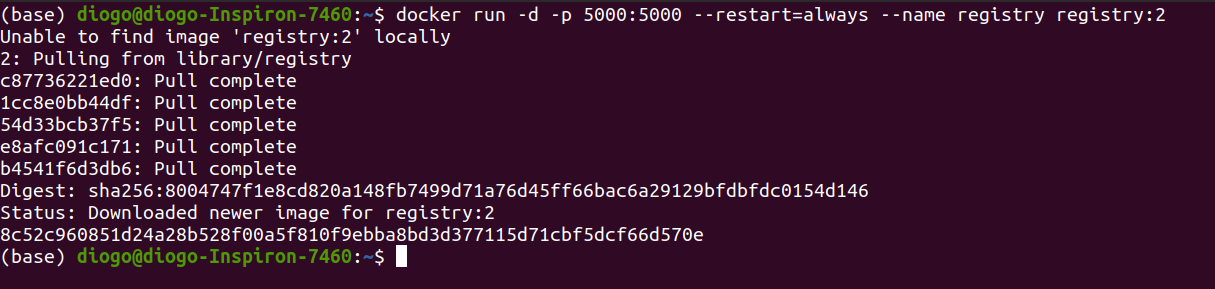 (base) diogo@diogo-Inspiron-7460:~$ docker run -d -p 5000:5000 --restart=always --name registry registry:2
Unable to find image 'registry:2' locally
2: Pulling from library/registry
c87736221ed0: Pull complete
1cc8e0bb44df: Pull complete
54d33bcb37f5: Pull complete
e8afc091c171: Pull complete
b4541f6d3db6: Pull complete
Digest: sha256:8004747f1e8cd820a148fb7499d71a76d45ff66bac6a29129bfdbfdc0154d146
Status: Downloaded newer image for registry:2
8c52c960851d24a28b528f00a5f810f9ebba8bd3d377115d71cbf5dcf66d570e
(base) diogo@diogo-Inspiron-7460:~$